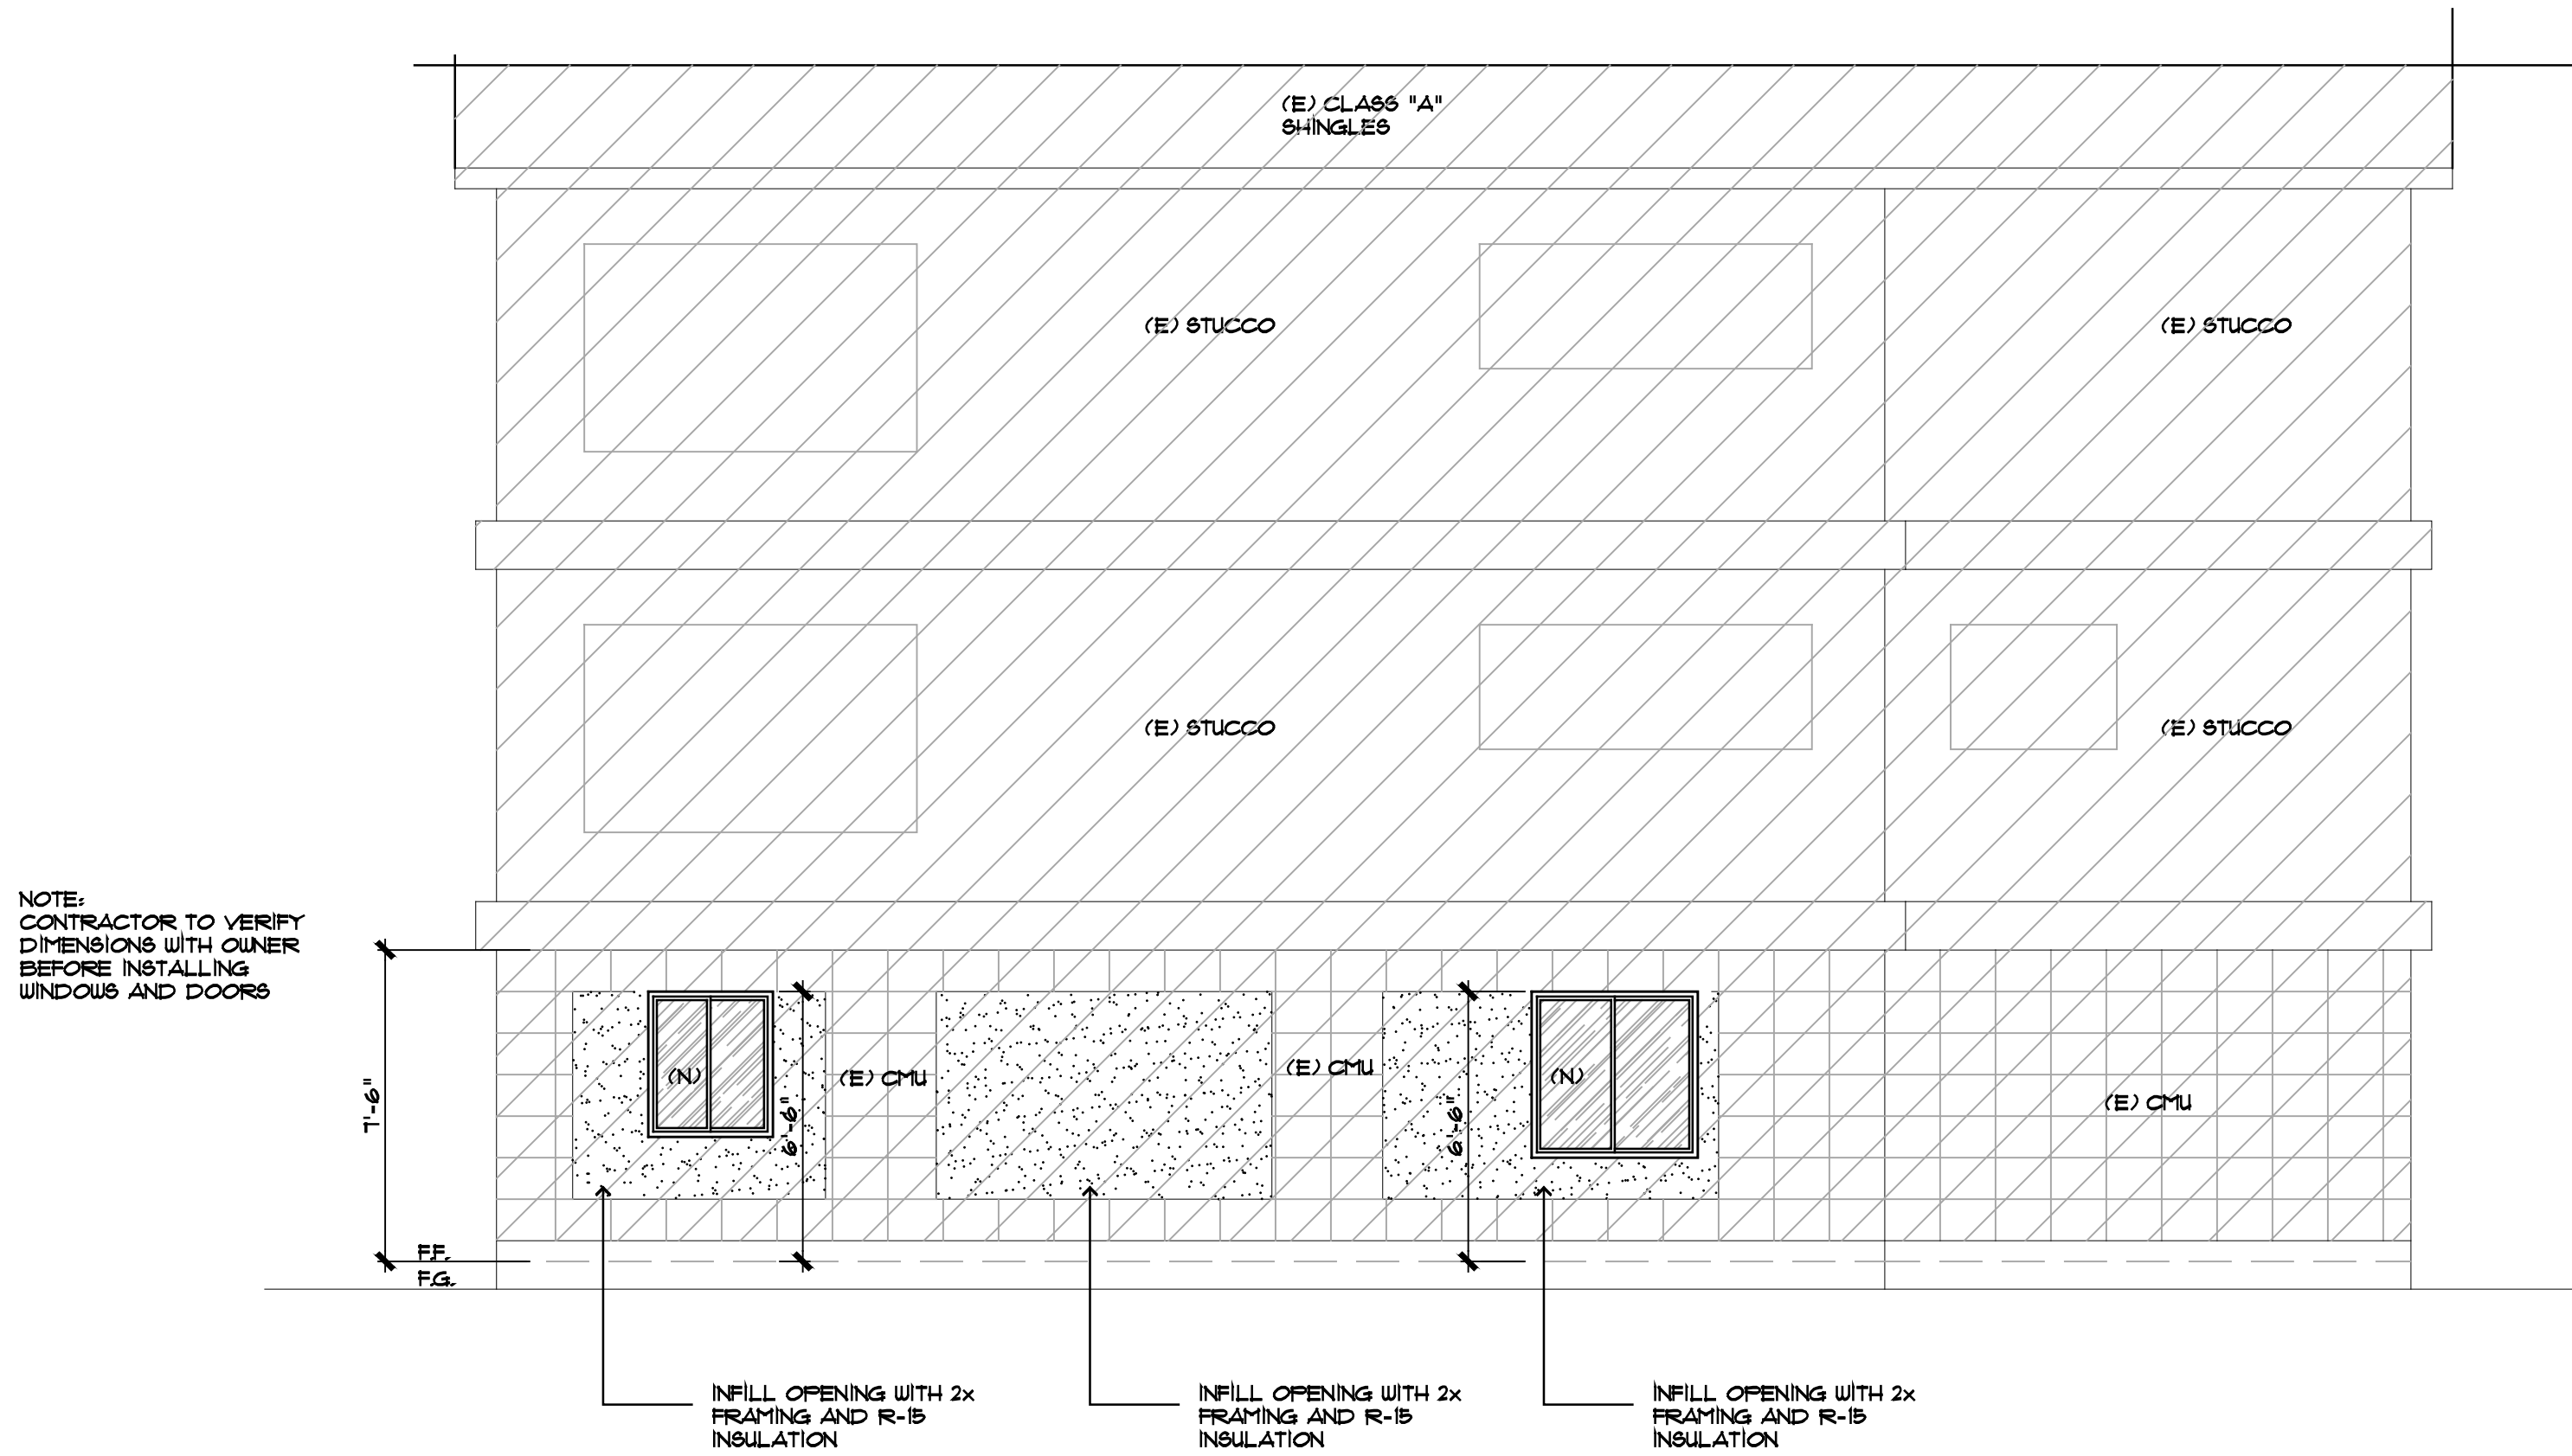 (E) CLASS "A"
SHINGLES
(E) STUCCO
(E) STUCCO
(E) STUCCO
(E) STUCCO
NOTE:
CONTRACTOR TO VERIFY
DIMENSIONS WITH OWNER
BEFORE INSTALLING
WINDOWS AND DOORS
7'-6"
(N)
6'-6"
(E) CMU
(E) CMU
6'-6"
(N)
(E) CMU
F.F.
F.G.
INFILL OPENING WITH 2x
FRAMING AND R-15
INSULATION
INFILL OPENING WITH 2x
FRAMING AND R-15
INSULATION
INFILL OPENING WITH 2x
FRAMING AND R-15
INSULATION